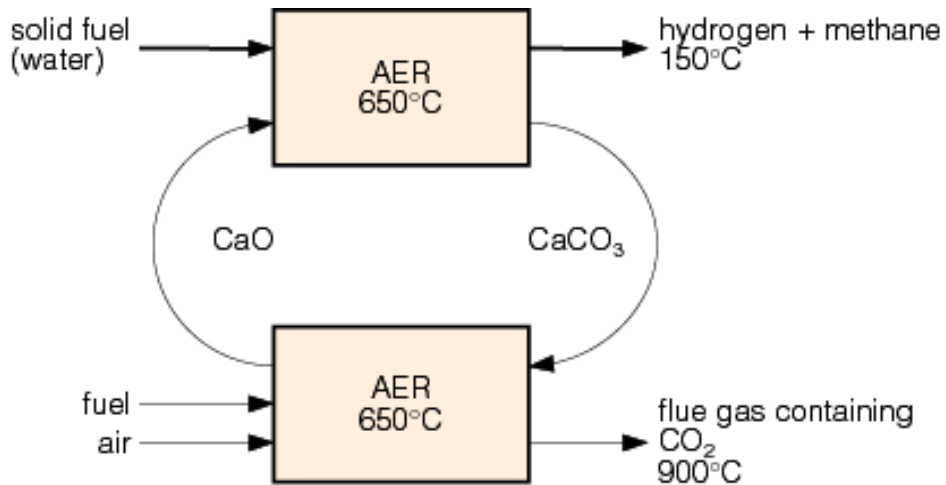 solid fuel
(water)
AER
650°C
hydrogen + methane
150°C
CaO
CaCO₃
fuel
air
AER
650°C
flue gas containing
CO₂
900°C